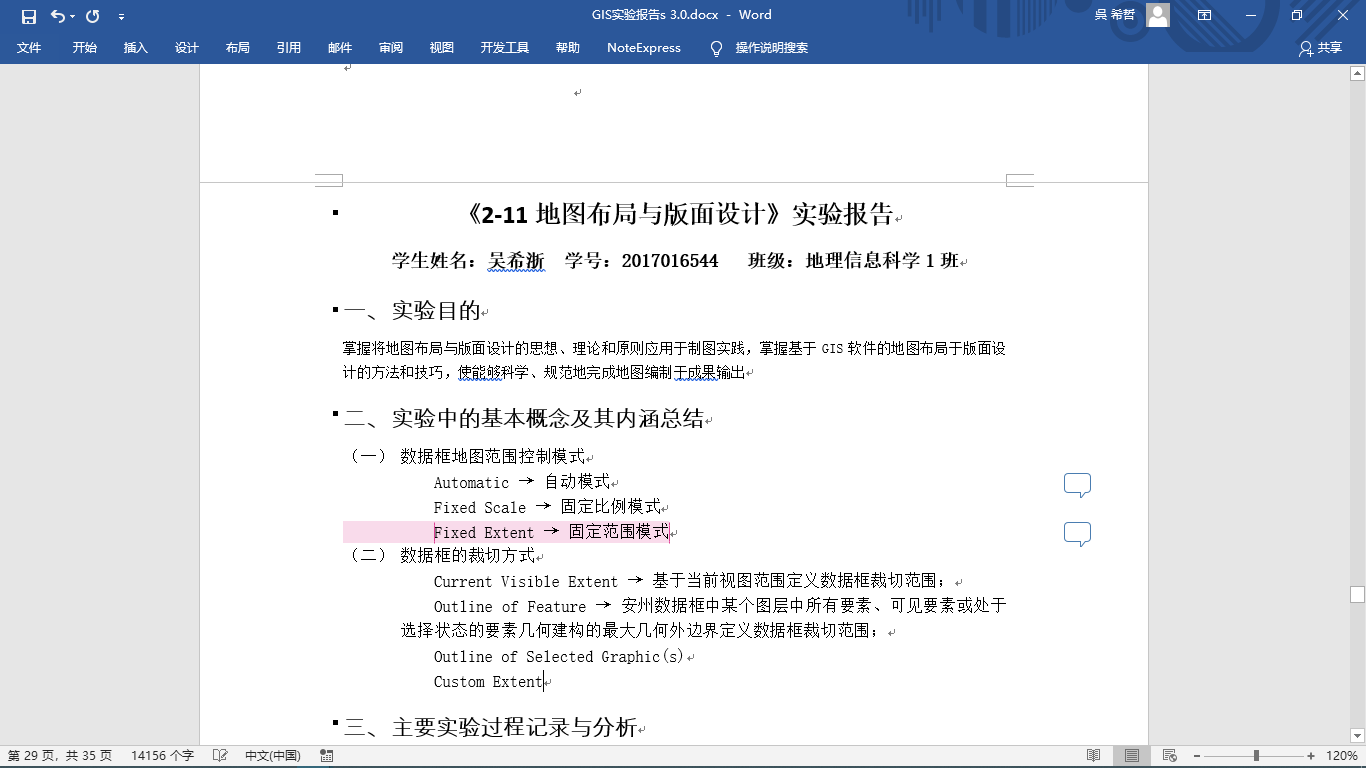 GIS实验报告s 3.0.docx - Word
吳 希哲
文件 开始 插入 设计 布局 引用 邮件 审阅 视图 开发工具 帮助 NoteExpress 操作说明搜索 共享
《2-11 地图布局与版面设计》实验报告
学生姓名：吴希浙 学号：2017016544 班级：地理信息科学 1 班
一、实验目的
掌握将地图布局与版面设计的思想、理论和原则应用于制图实践，掌握基于 GIS 软件的地图布局于版面设
计的方法和技巧，使能够科学、规范地完成地图编制于成果输出
二、实验中的基本概念及其内涵总结
（一） 数据框地图范围控制模式
Automatic → 自动模式
Fixed Scale → 固定比例模式
Fixed Extent → 固定范围模式
（二） 数据框的裁切方式
Current Visible Extent → 基于当前视图范围定义数据框裁切范围；
Outline of Feature → 安州数据框中某个图层中所有要素、可见要素或处于
选择状态的要素几何建构的最大几何外边界定义数据框裁切范围；
Outline of Selected Graphic(s)
Custom Extent
三、主要实验过程记录与分析
第 29 页，共 35 页 14156 个字 中文(中国) 120%